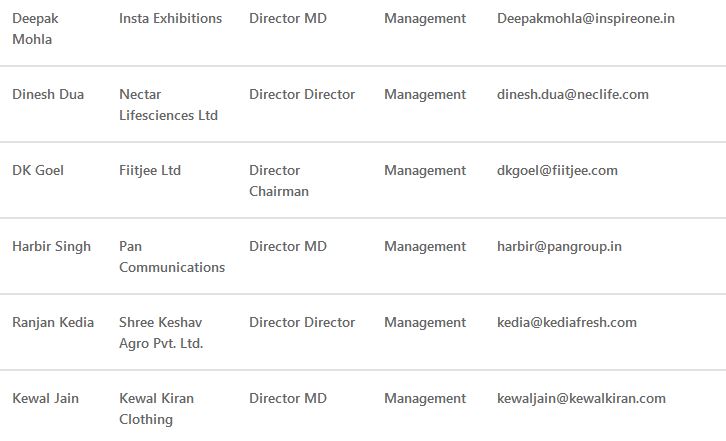 Deepak Insta Exhibitions Director MD Management Deepakmohla@inspireone.in
Mohla
Dinesh Dua Nectar Director Director Management dinesh.dua@neclife.com
Lifesciences Ltd
DK Goel Fiitjee Ltd Director Management dkgoel@fiitjee.com
Chairman
Harbir Singh Pan Director MD Management harbir@pangroup.in
Communications
Ranjan Kedia Shree Keshav Director Director Management kedia@kediafresh.com
Agro Pvt. Ltd.
Kewal Jain Kewal Kiran Director MD Management kewaljain@kewalkiran.com
Clothing